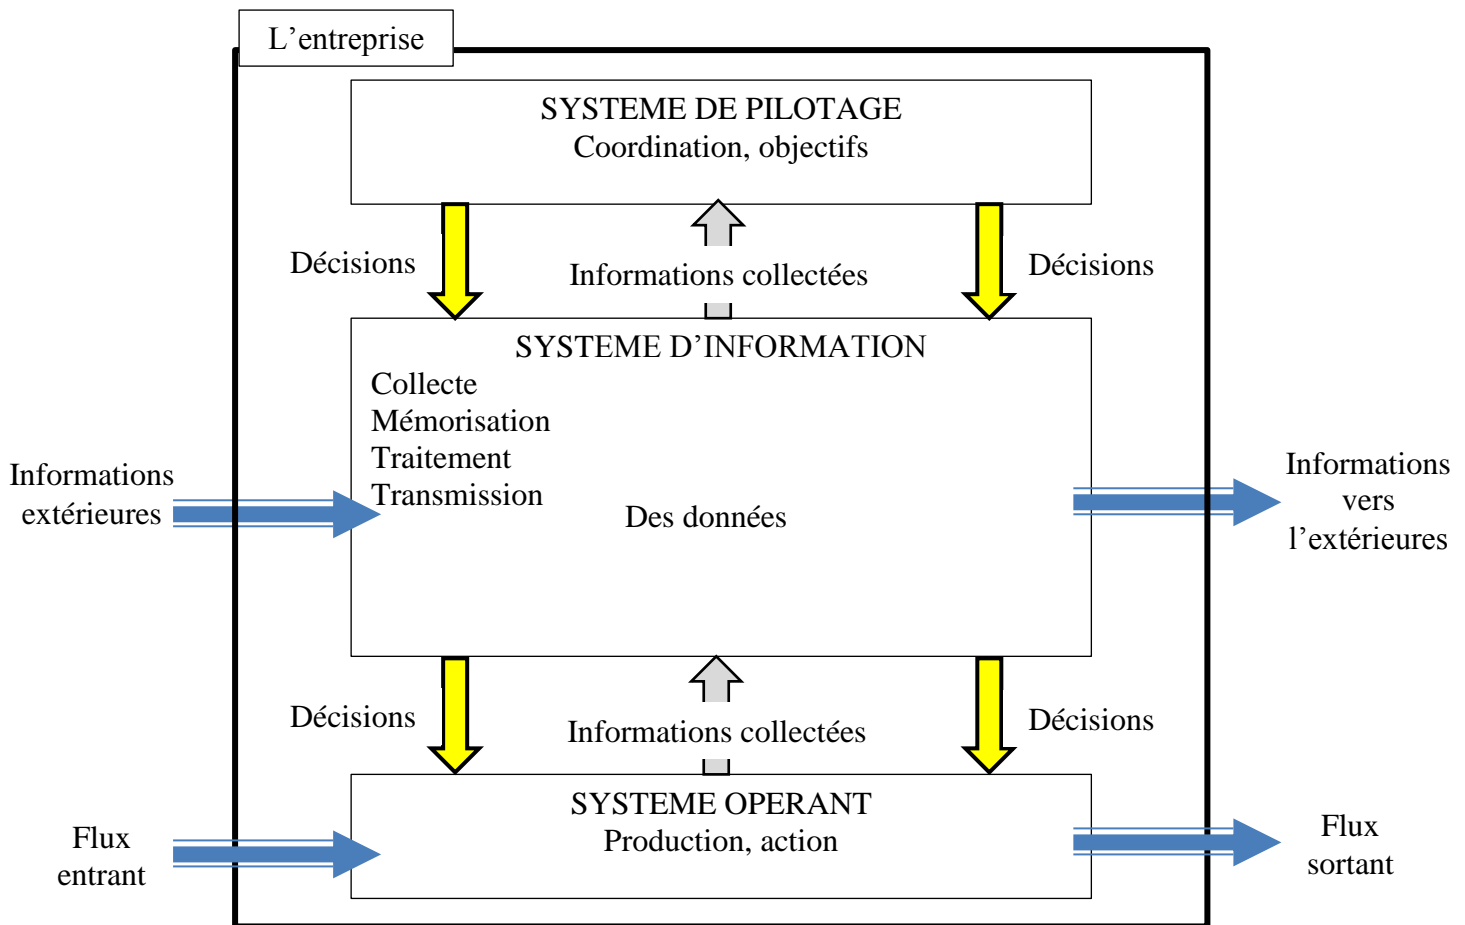 L’entreprise
SYSTEME DE PILOTAGE
Coordination, objectifs
Décisions
Informations collectées
Décisions
SYSTEME D’INFORMATION
Collecte
Mémorisation
Traitement
Transmission
Des données
Informations
extérieures
Informations
vers
l’extérieures
Décisions
Informations collectées
Décisions
SYSTEME OPERANT
Production, action
Flux
entrant
Flux
sortant